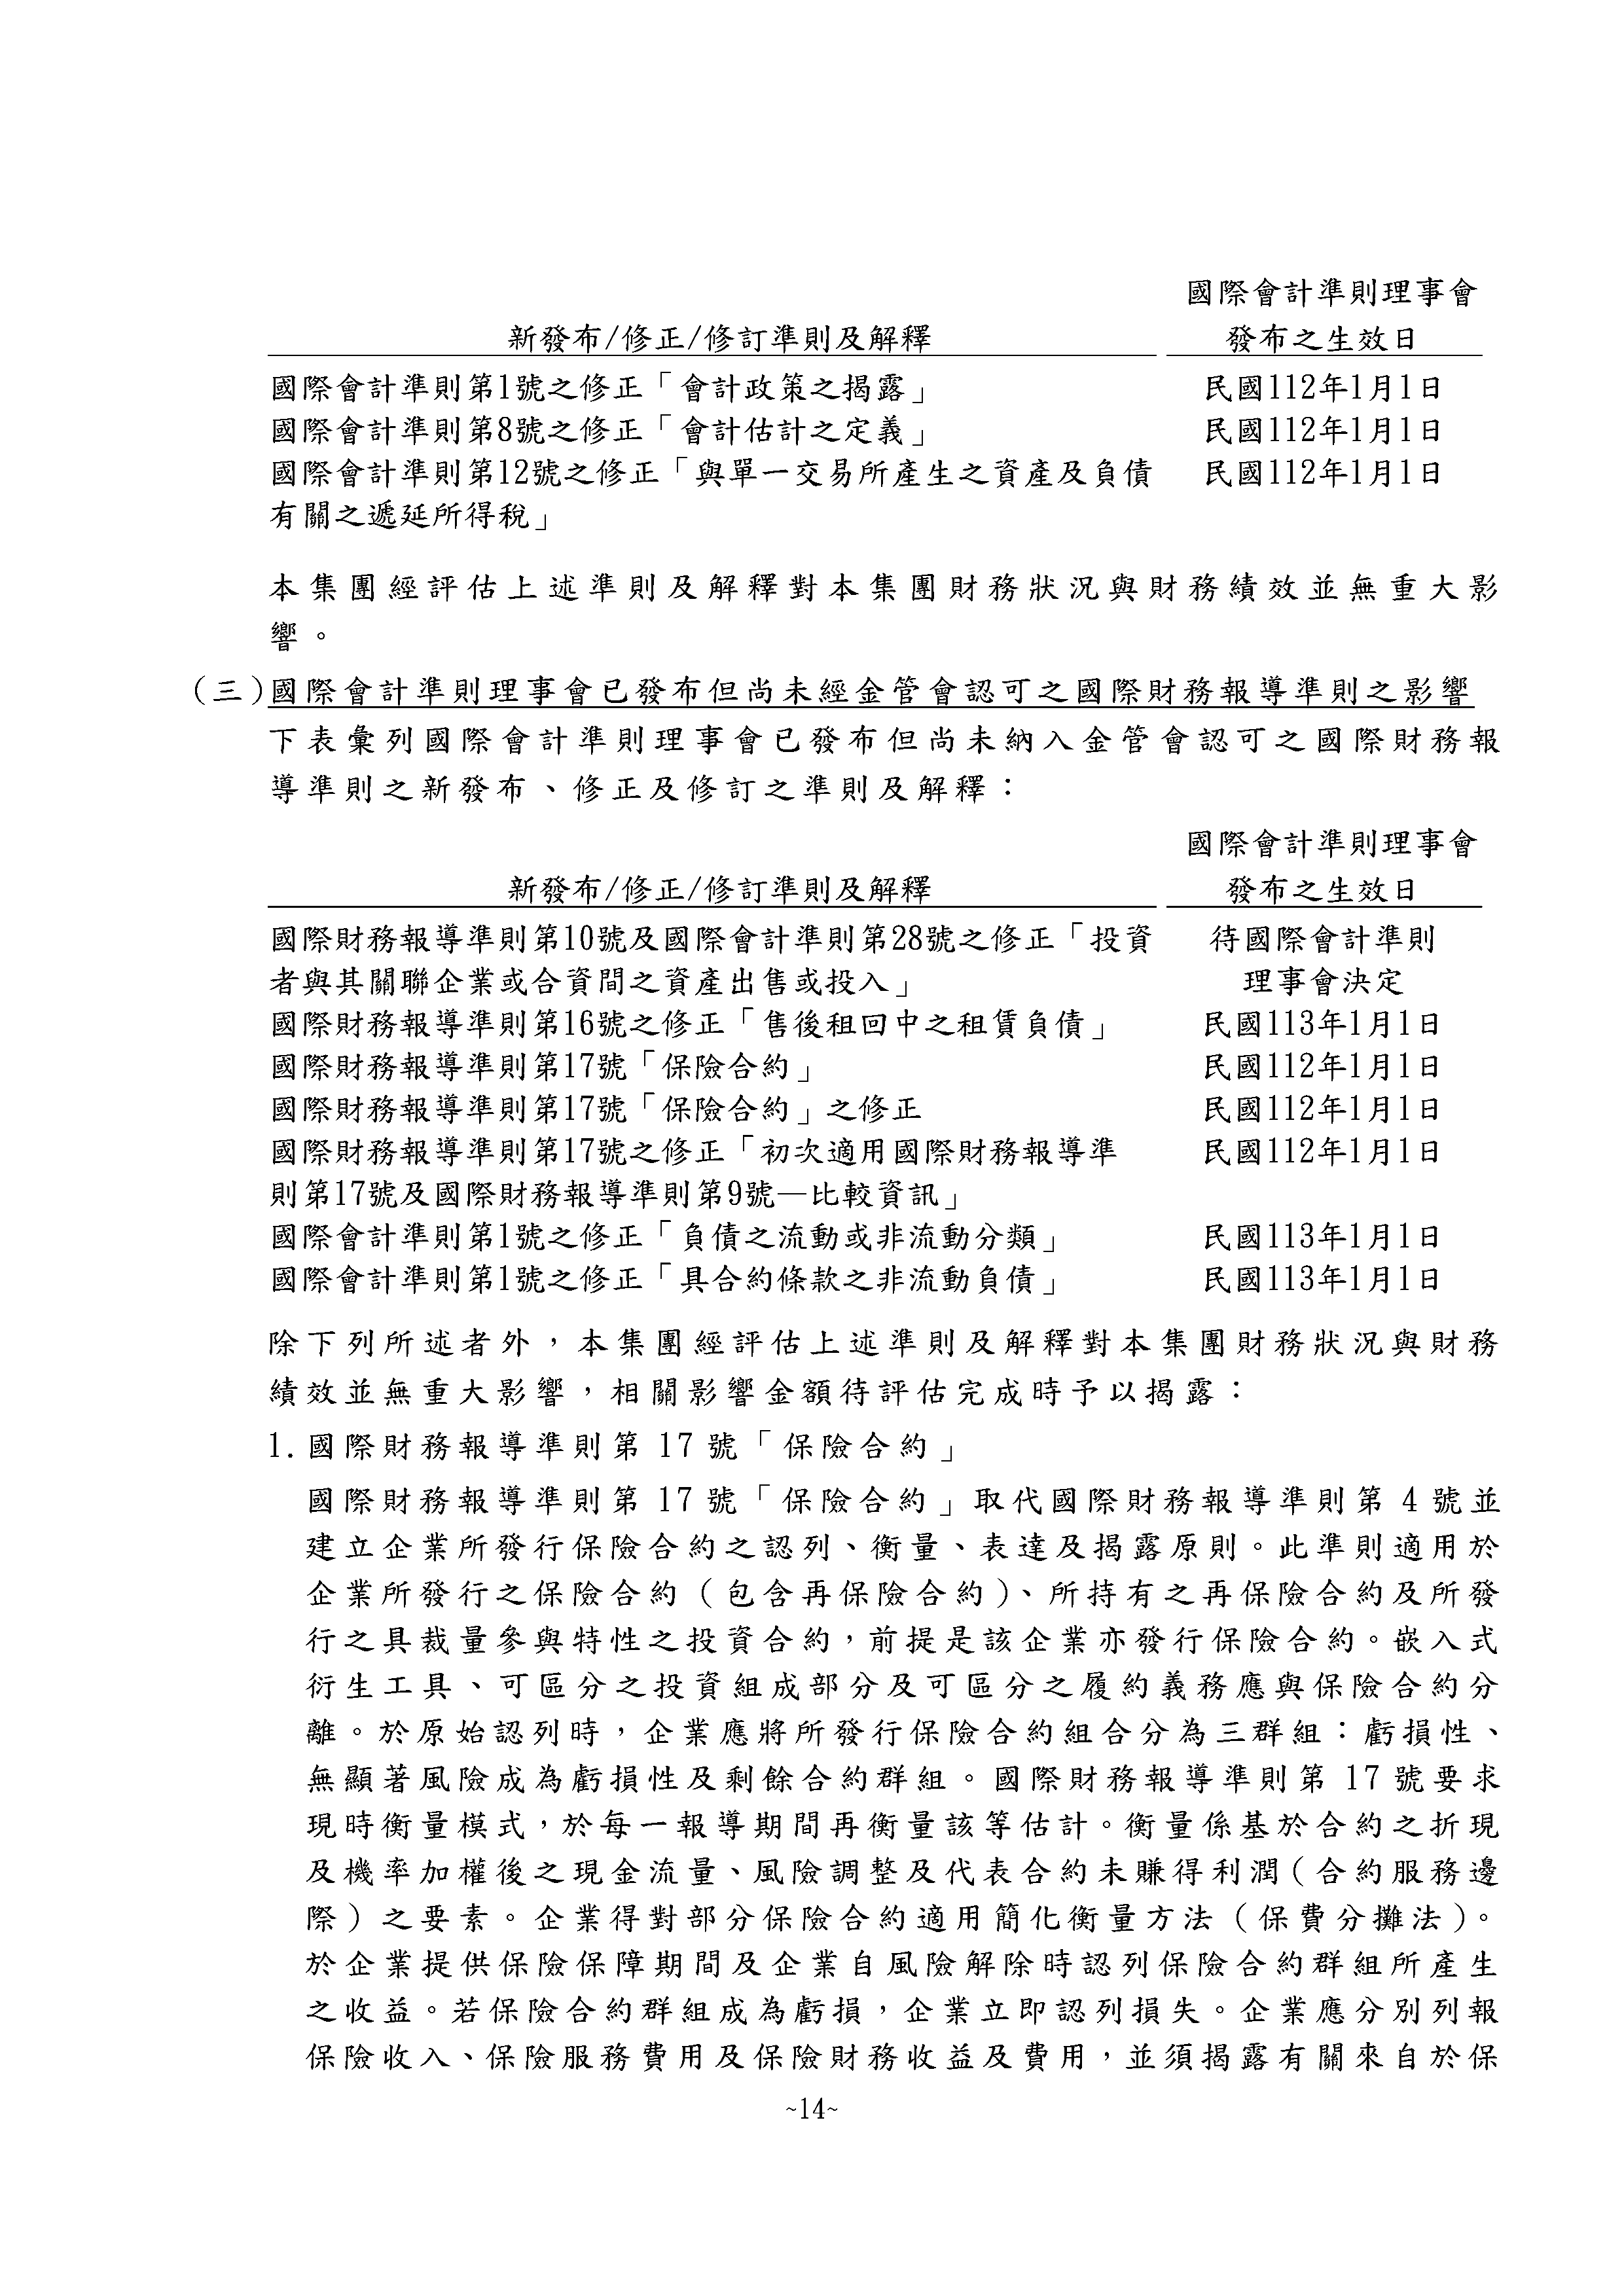 國際會計準則理事會
新發布/修正/修訂準則及解釋 發布之生效日
國際會計準則第1號之修正「會計政策之揭露」 民國112年1月1日
國際會計準則第8號之修正「會計估計之定義」 民國112年1月1日
國際會計準則第12號之修正「與單一交易所產生之資產及負債 民國112年1月1日
有關之遞延所得稅」
本集團經評估上述準則及解釋對本集團財務狀況與財務績效並無重大影
響。
(三)國際會計準則理事會已發布但尚未經金管會認可之國際財務報導準則之影響
下表彙列國際會計準則理事會已發布但尚未納入金管會認可之國際財務報
導準則之新發布、修正及修訂之準則及解釋：
國際會計準則理事會
新發布/修正/修訂準則及解釋 發布之生效日
國際財務報導準則第10號及國際會計準則第28號之修正「投資 待國際會計準則
者與其關聯企業或合資間之資產出售或投入」 理事會決定
國際財務報導準則第16號之修正「售後租回中之租賃負債」 民國113年1月1日
國際財務報導準則第17號「保險合約」 民國112年1月1日
國際財務報導準則第17號「保險合約」之修正 民國112年1月1日
國際財務報導準則第17號之修正「初次適用國際財務報導準 民國112年1月1日
則第17號及國際財務報導準則第9號—比較資訊」
國際會計準則第1號之修正「負債之流動或非流動分類」 民國113年1月1日
國際會計準則第1號之修正「具合約條款之非流動負債」 民國113年1月1日
除下列所述者外，本集團經評估上述準則及解釋對本集團財務狀況與財務
績效並無重大影響，相關影響金額待評估完成時予以揭露：
1.國際財務報導準則第 17 號「保險合約」
國際財務報導準則第 17 號「保險合約」取代國際財務報導準則第 4 號並
建立企業所發行保險合約之認列、衡量、表達及揭露原則。此準則適用於
企業所發行之保險合約（包含再保險合約）、所持有之再保險合約及所發
行之具裁量參與特性之投資合約，前提是該企業亦發行保險合約。嵌入式
衍生工具、可區分之投資組成部分及可區分之履約義務應與保險合約分
離。於原始認列時，企業應將所發行保險合約組合分為三群組：虧損性、
無顯著風險成為虧損性及剩餘合約群組。國際財務報導準則第 17 號要求
現時衡量模式，於每一報導期間再衡量該等估計。衡量係基於合約之折現
及機率加權後之現金流量、風險調整及代表合約未賺得利潤（合約服務邊
際）之要素。企業得對部分保險合約適用簡化衡量方法（保費分攤法）。
於企業提供保險保障期間及企業自風險解除時認列保險合約群組所產生
之收益。若保險合約群組成為虧損，企業立即認列損失。企業應分別列報
保險收入、保險服務費用及保險財務收益及費用，並須揭露有關來自於保
~14~